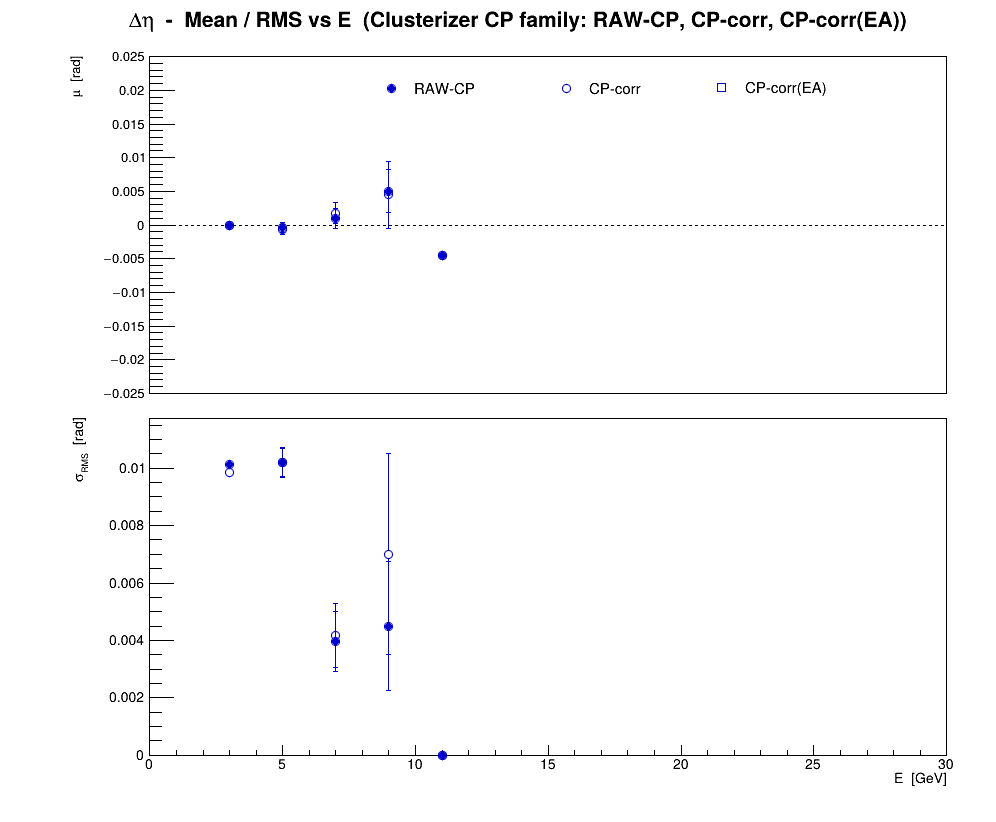 Δη - Mean / RMS vs E (Clusterizer CP family: RAW-CP, CP-corr, CP-corr(EA))
μ [rad]
RAW-CP CP-corr CP-corr(EA)
0.025
0.02
0.015
0.01
0.005
0
−0.005
−0.01
−0.015
−0.02
−0.025
σRMS [rad]
0.01
0.008
0.006
0.004
0.002
0
0 5 10 15 20 25 30
E [GeV]